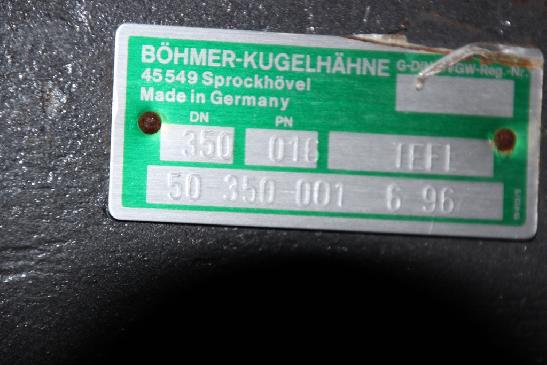 BÖHMER-KUGELHÄHNE
45549 Sprockhövel
Made in Germany
DN PN
350 016 TEFL
50 350 001 6 96